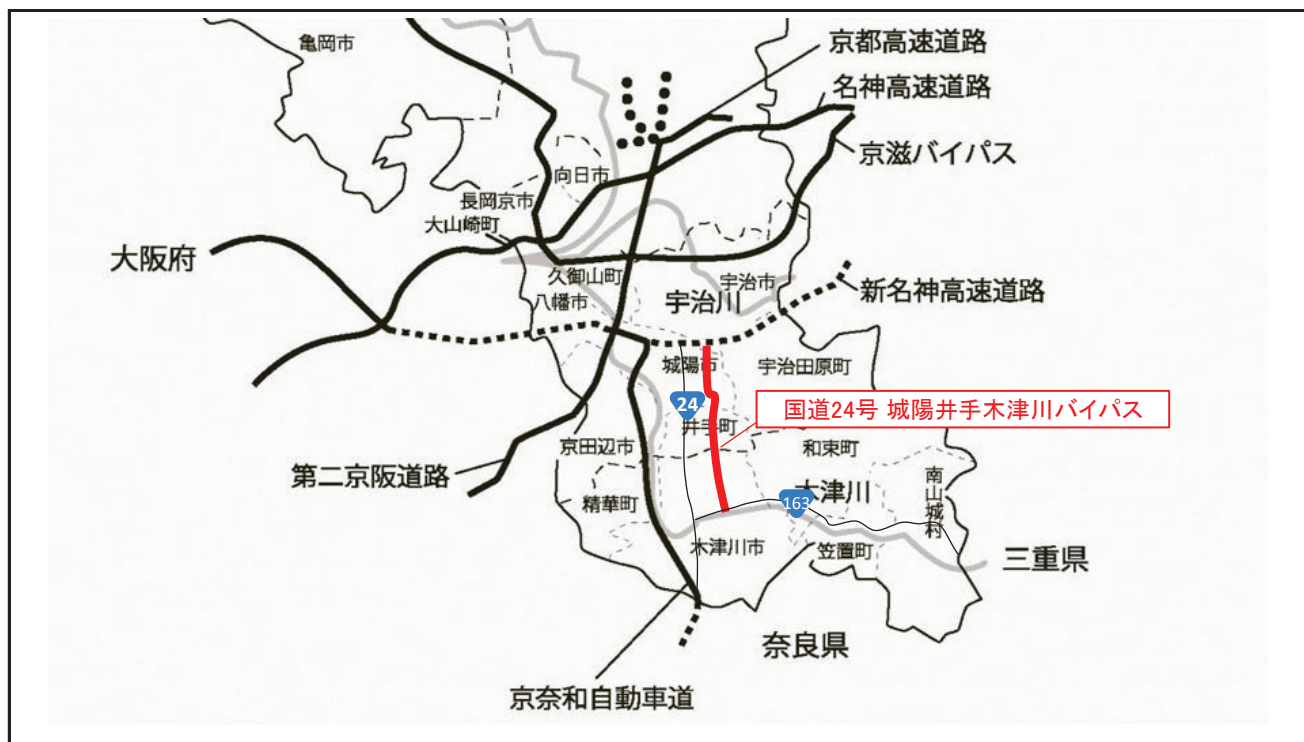 亀岡市
京都高速道路
名神高速道路
京滋バイパス
向日市
長岡京市
大山崎町
大阪府
久御山町
宇治市
八幡市
宇治川
新名神高速道路
城陽市
宇治田原町
24
国道24号 城陽井手木津川バイパス
井手町
京田辺市
和束町
第二京阪道路
精華町
木津川
163
南山城村
木津川市
笠置町
三重県
奈良県
京奈和自動車道